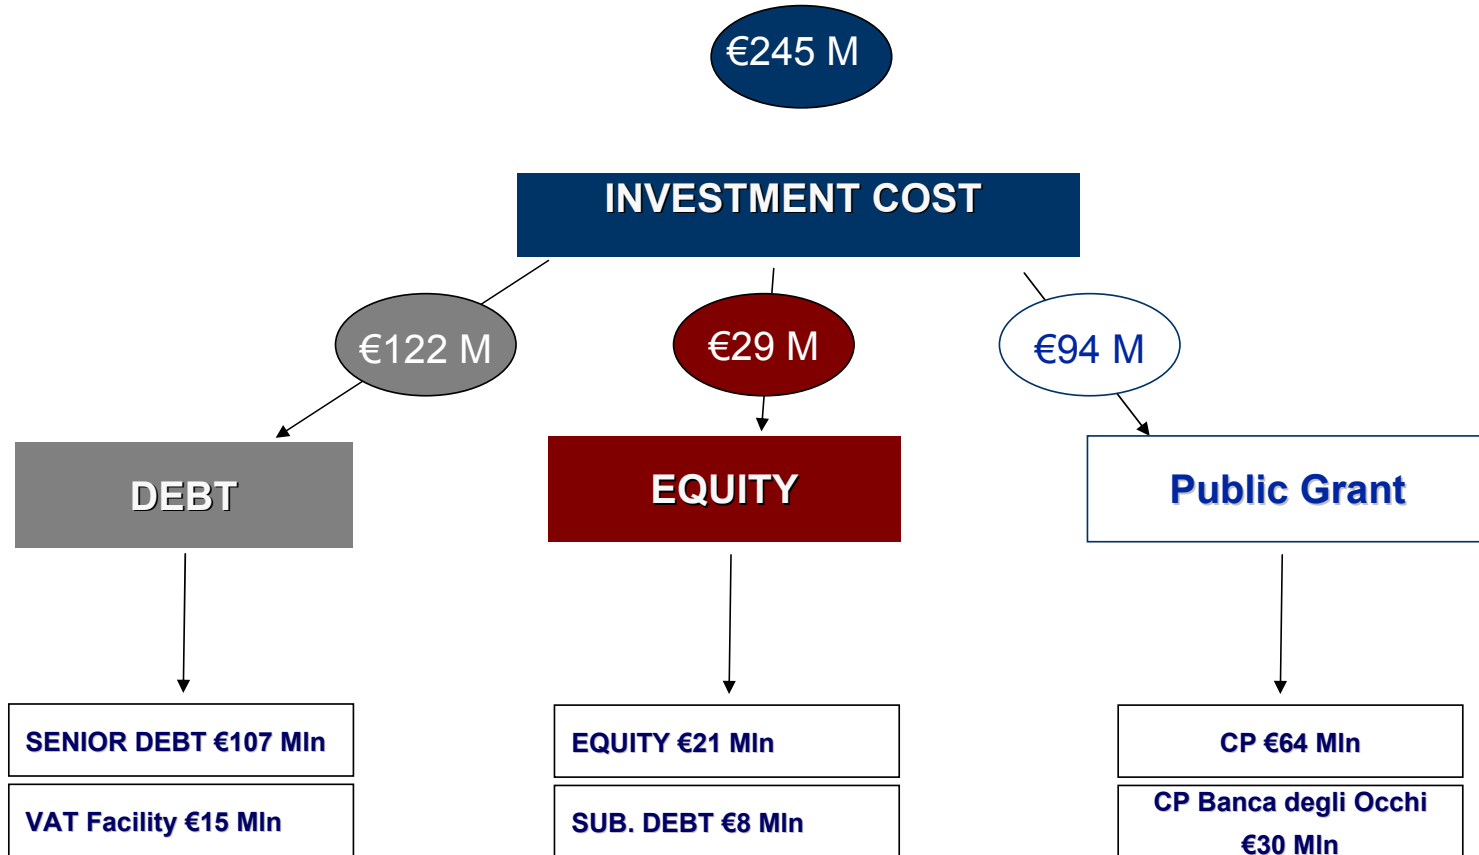 €245 M
INVESTMENT COST
€122 M
€29 M
€94 M
DEBT
EQUITY
Public Grant
SENIOR DEBT €107 Mln
EQUITY €21 Mln
CP €64 Mln
VAT Facility €15 Mln
SUB. DEBT €8 Mln
CP Banca degli Occhi
€30 Mln